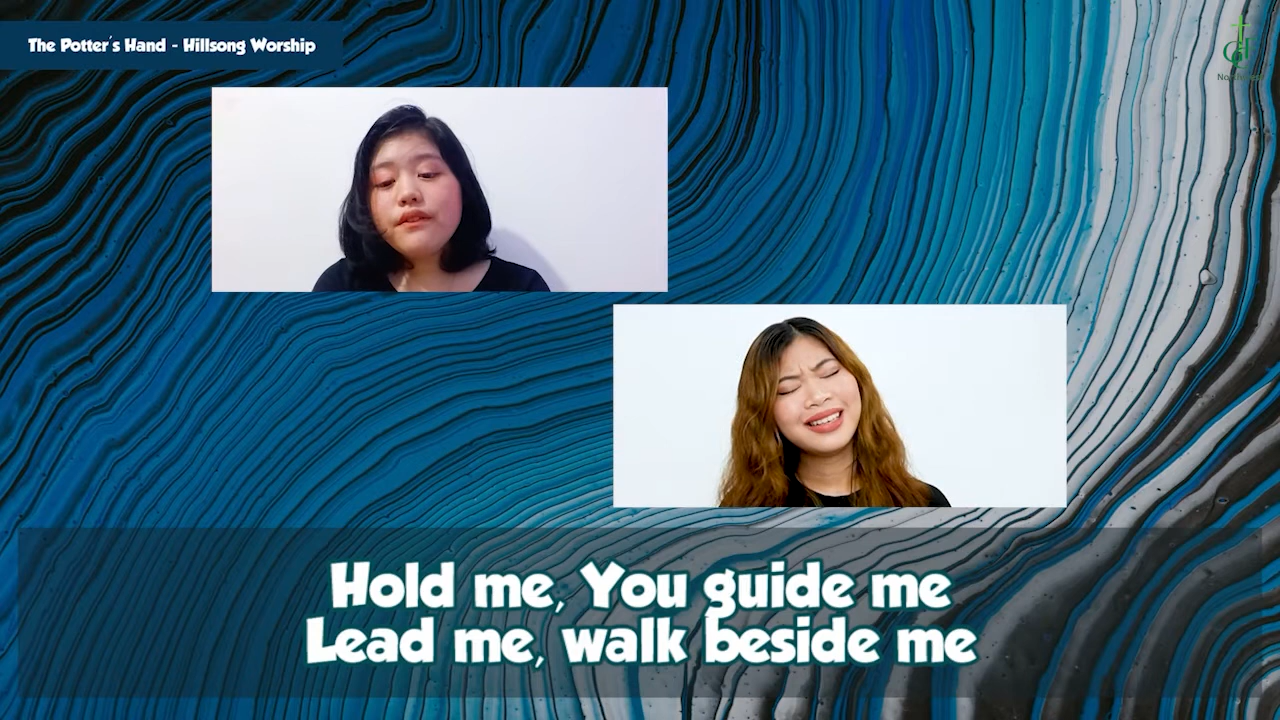 The Potter's Hand - Hillsong Worship
Hold me, You guide me
Lead me, walk beside me